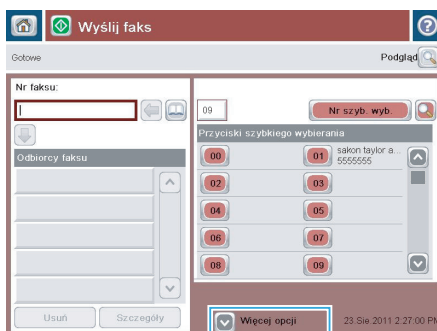 Wyślij faks
Gotowe
Podgląd
Nr faksu:
09
Nr szyb. wyb.
Przyciski szybkiego wybierania
Odbiorcy faksu
00
01 sakon taylor a...
5555555
02
03
04
05
06
07
08
09
Usuń
Szczegóły
Więcej opcji
23 Sie 2011 2:27:00 PM